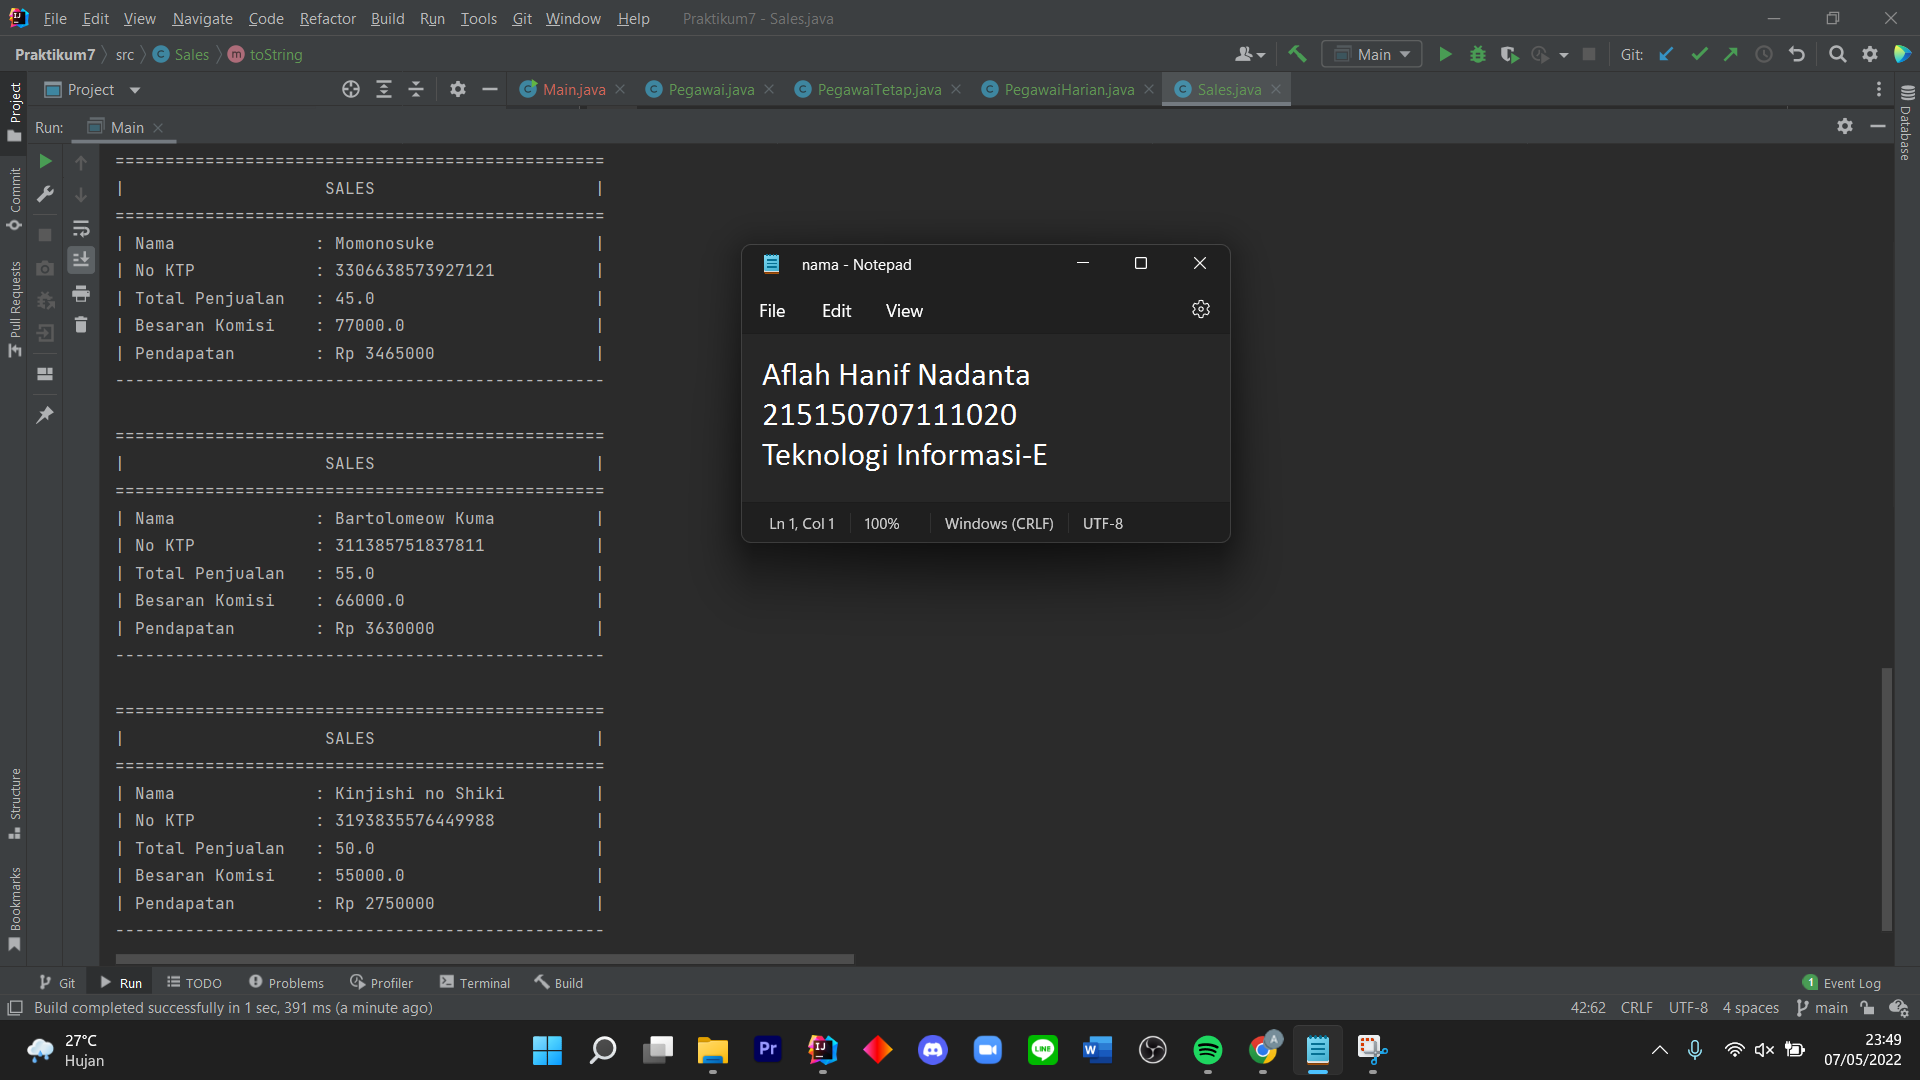 File Edit View Navigate Code Refactor Build Run Tools Git Window Help Praktikum7 - Sales.java
Praktikum7 src Sales toString Main Git:
Project Main.java Pegawai.java PegawaiTetap.java PegawaiHarian.java Sales.java
Run: Main
Project
Commit
Pull Requests
Structure
Bookmarks
Database
=================================================
| SALES |
=================================================
| Nama : Momonosuke |
| No KTP : 3306638573927121 |
| Total Penjualan : 45.0 |
| Besaran Komisi : 77000.0 |
| Pendapatan : Rp 3465000 |
-------------------------------------------------
=================================================
| SALES |
=================================================
| Nama : Bartolomeow Kuma |
| No KTP : 311385751837811 |
| Total Penjualan : 55.0 |
| Besaran Komisi : 66000.0 |
| Pendapatan : Rp 3630000 |
-------------------------------------------------
=================================================
| SALES |
=================================================
| Nama : Kinjishi no Shiki |
| No KTP : 3193835576449988 |
| Total Penjualan : 50.0 |
| Besaran Komisi : 55000.0 |
| Pendapatan : Rp 2750000 |
-------------------------------------------------
nama - Notepad
File Edit View
Aflah Hanif Nadanta
215150707111020
Teknologi Informasi-E
Ln 1, Col 1 100% Windows (CRLF) UTF-8
Git Run TODO Problems Profiler Terminal Build 1 Event Log
Build completed successfully in 1 sec, 391 ms (a minute ago) 42:62 CRLF UTF-8 4 spaces main
27°C
Hujan
Pr
IJ
LINE
W
A
23:49
07/05/2022